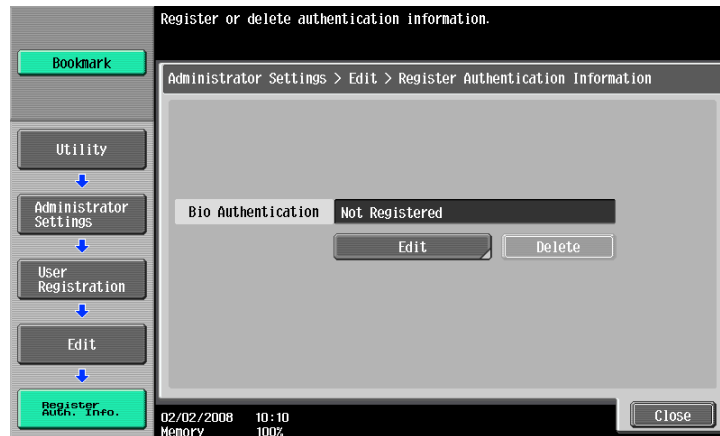 Register or delete authentication information.
Bookmark
Administrator Settings > Edit > Register Authentication Information
Utility
Administrator
Settings
Bio Authentication
Not Registered
Edit
Delete
User
Registration
Edit
Register
Auth. Info.
02/02/2008 10:10
Memory 100%
Close